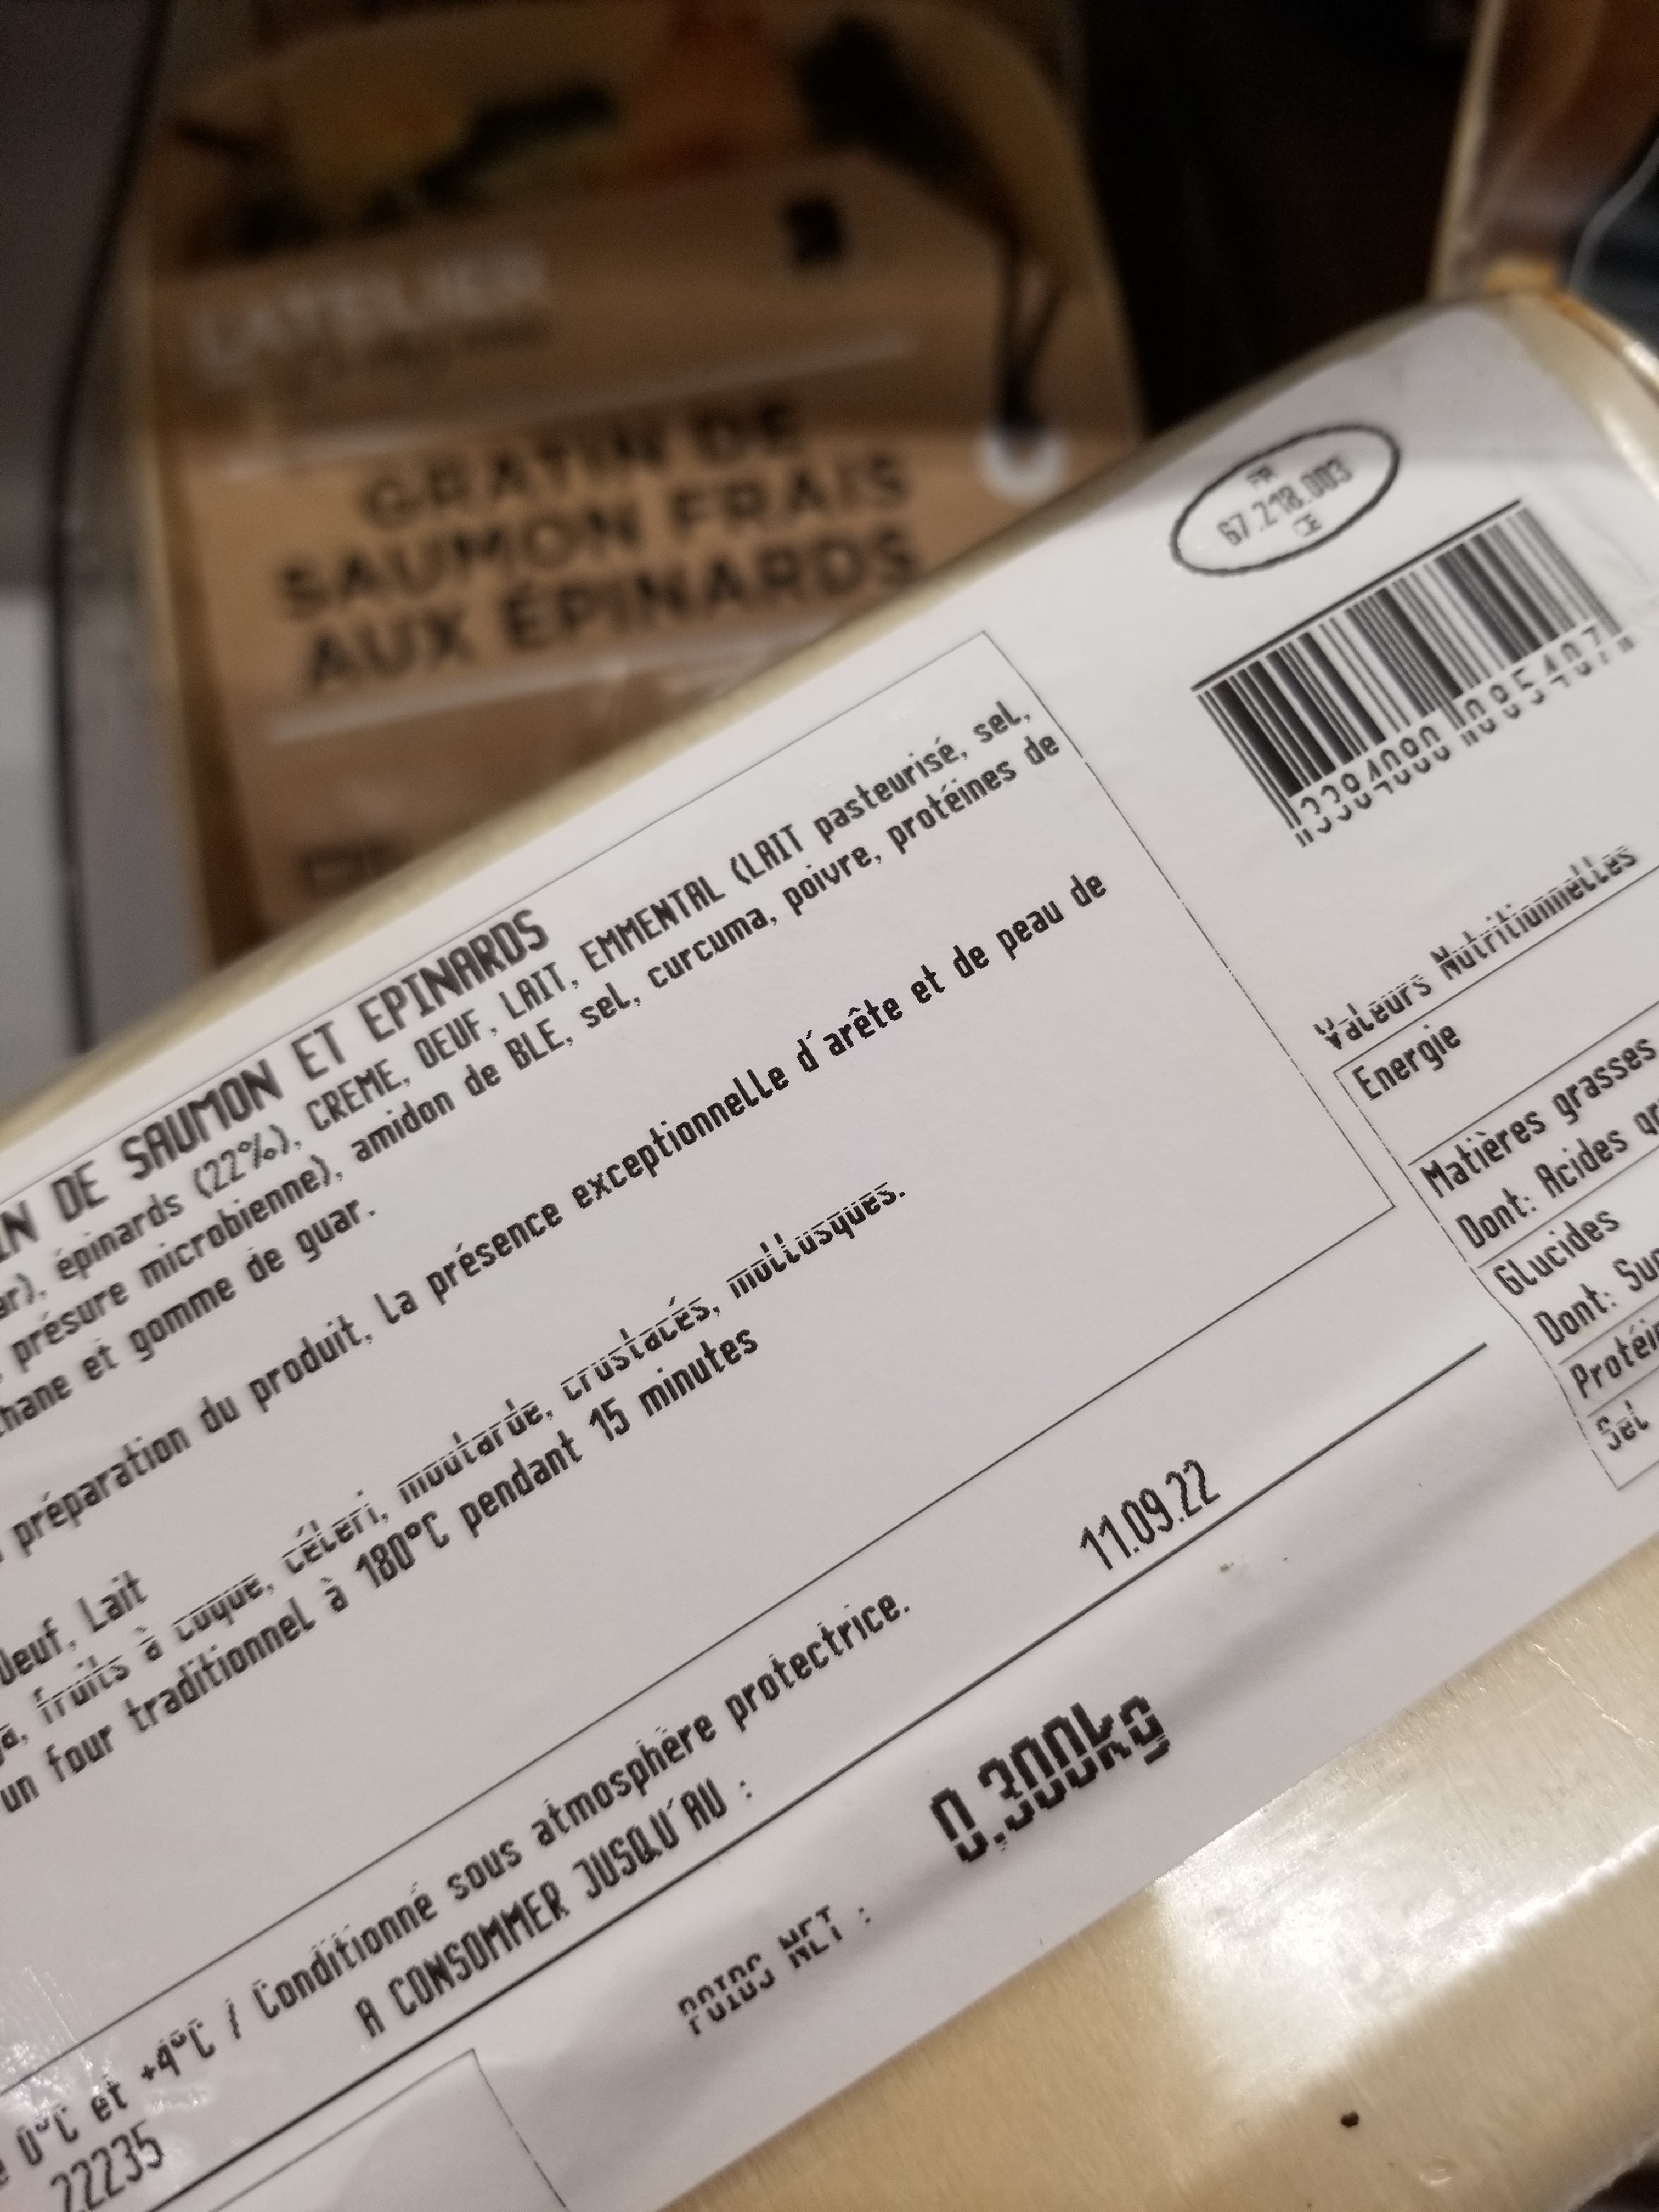 L'ATELIER
GRATIN DE
SAUMON FRAIS
AUX ÉPINARDS
FR
67.218.003
CE
3384080 085407
DE SAUMON ET EPINARDS
épinards (22%), CREME, OEUF, LAIT, EMMENTAL (LAIT pasteurisé, sel,
présure microbienne), amidon de BLE, sel, curcuma, poivre, protéines de
et gomme de guar.
préparation du produit, la présence exceptionnelle d'arête et de peau de
Oeuf, Lait
fruits à coque, céleri, moutarde, crustacés, mollusques.
un four traditionnel à 180°C pendant 15 minutes
Valeurs Nutritionnelles
Energie
Matières grasses
Dont: Acides
Glucides
Dont:
Sel
0°C et +4°C / Conditionné sous atmosphère protectrice.
22235
A CONSOMMER JUSQU'AU : 11.09.22
POIDS NET : 0,300kg